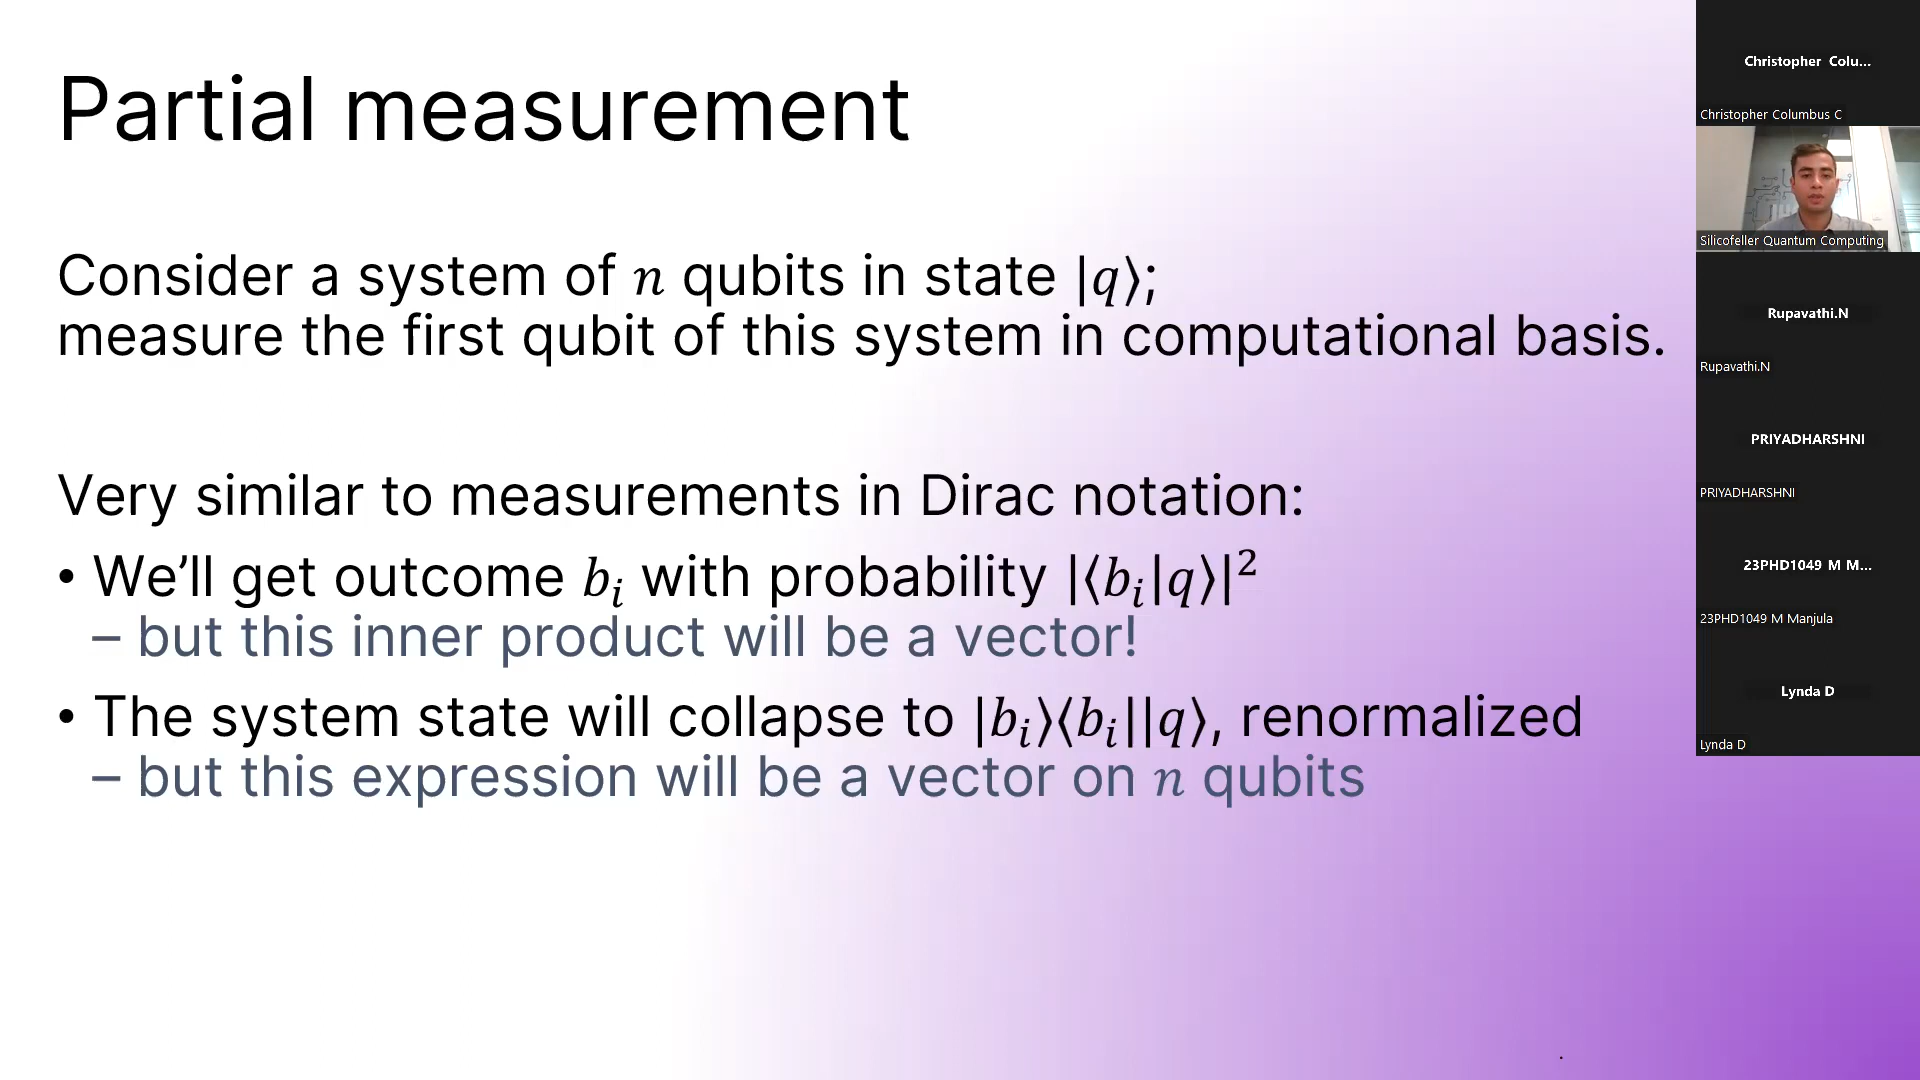 Partial measurement
Consider a system of n qubits in state |q⟩;
measure the first qubit of this system in computational basis.
Very similar to measurements in Dirac notation:
• We’ll get outcome bᵢ with probability |⟨bᵢ|q⟩|²
– but this inner product will be a vector!
• The system state will collapse to |bᵢ⟩⟨bᵢ||q⟩, renormalized
– but this expression will be a vector on n qubits
Christopher Colu...
Christopher Columbus C
Silicofeller Quantum Computing
Rupavathi.N
Rupavathi.N
PRIYADHARSHNI
PRIYADHARSHNI
23PHD1049 M M...
23PHD1049 M Manjula
Lynda D
Lynda D